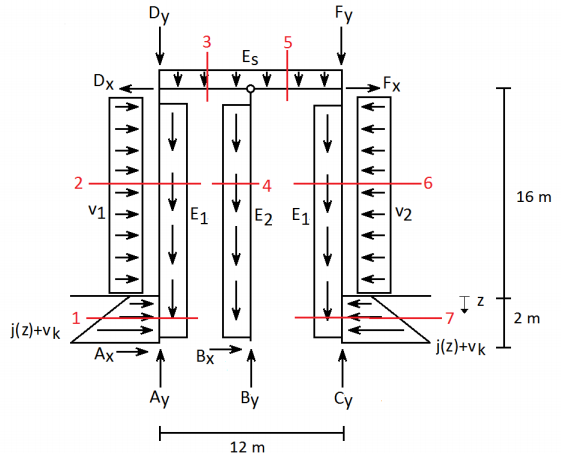 Dy Fy
3 Es 5
Dx Fx
2 4 6
v1 E1 E2 E1 v2
16 m
z
1 7 2 m
j(z)+vk j(z)+vk
Ax Bx
Ay By Cy
12 m